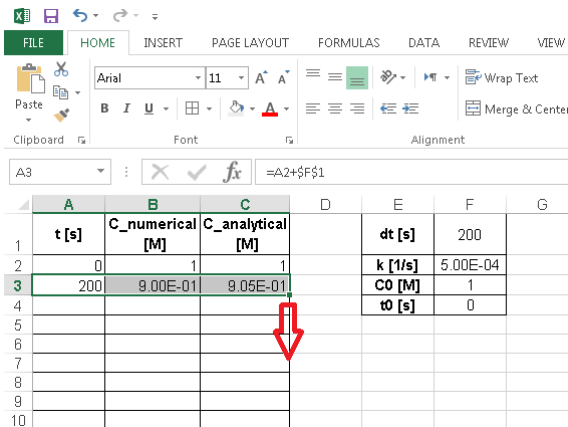 FILE HOME INSERT PAGE LAYOUT FORMULAS DATA REVIEW VIEW
Arial 11 A A Wrap Text
Paste B I U A Merge & Center
Clipboard Font Alignment
A3 fx =A2+$F$1
A B C D E F G
1 t [s] C_numerical [M] C_analytical [M] dt [s] 200
2 0 1 1 k [1/s] 5.00E-04
3 200 9.00E-01 9.05E-01 C0 [M] 1
4 t0 [s] 0
5
6
7
8
9
10